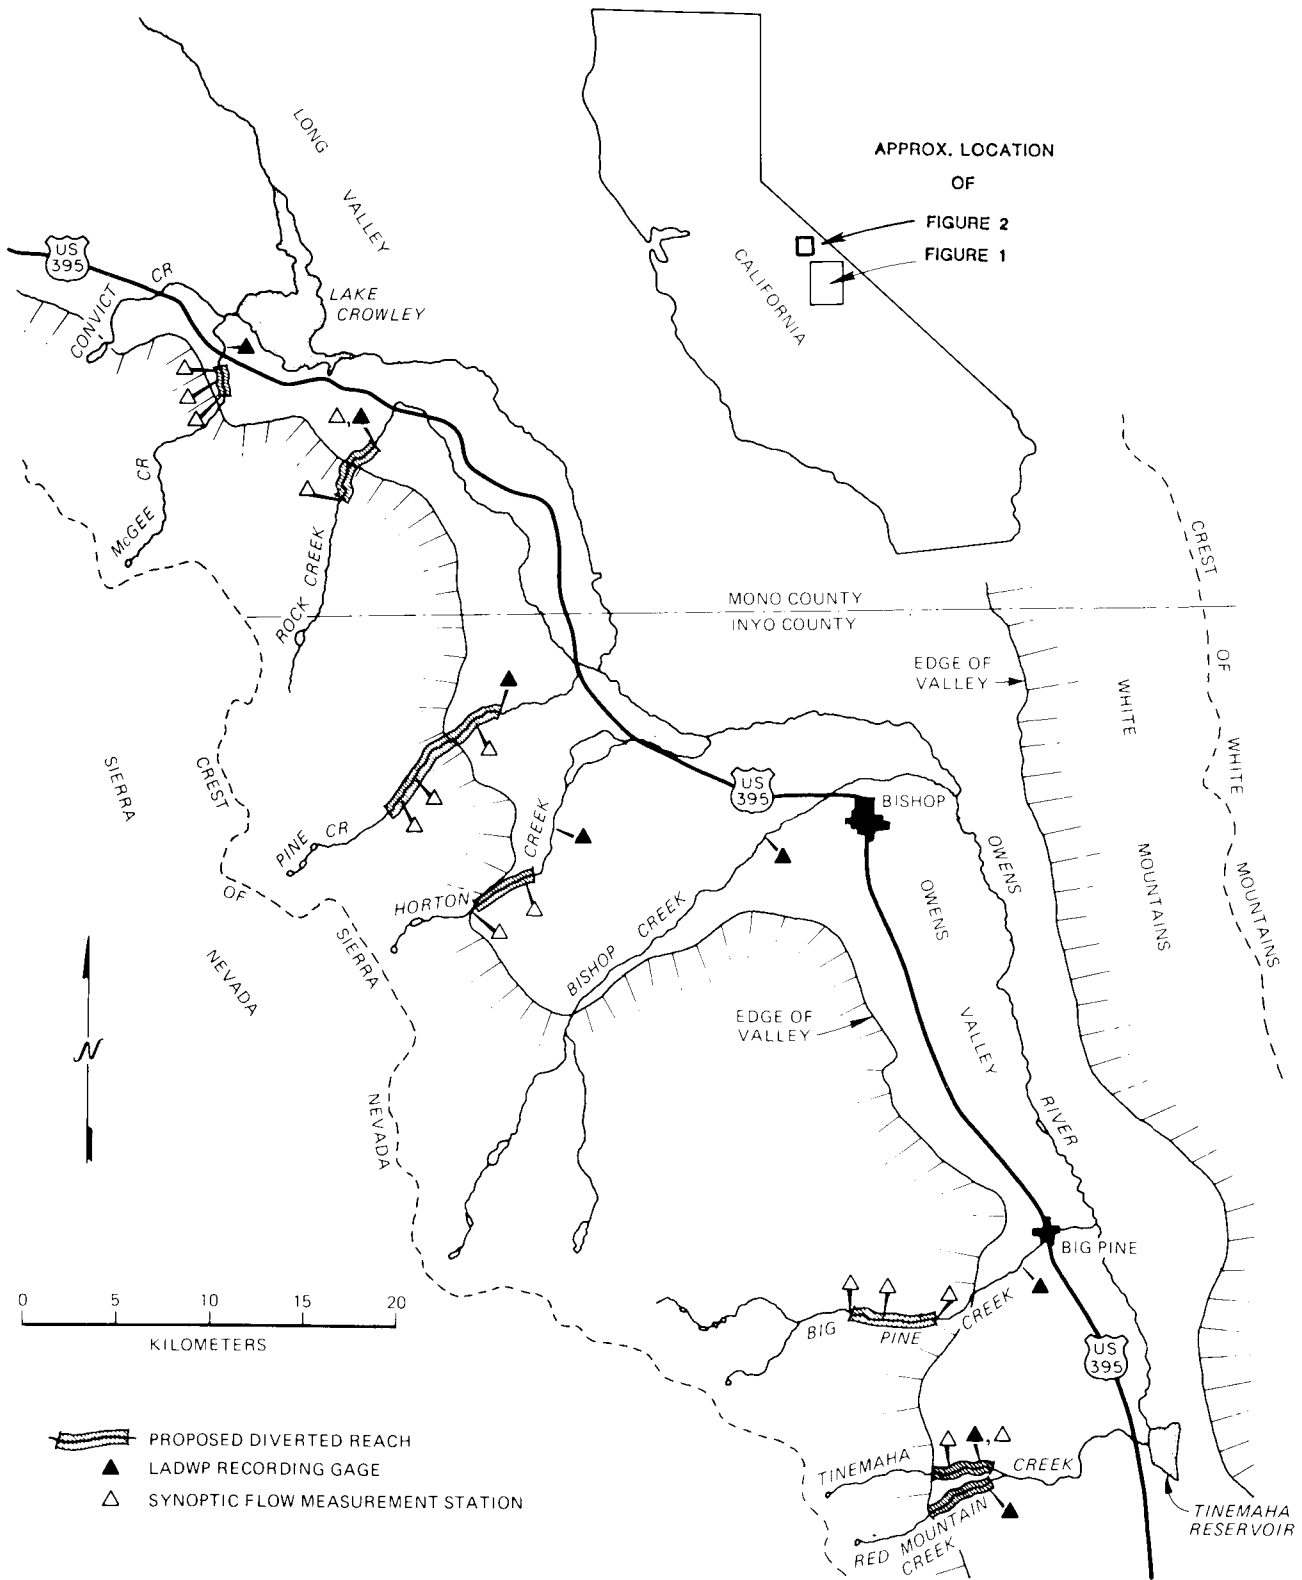 LONG
VALLEY
APPROX. LOCATION
OF
FIGURE 2
FIGURE 1
CALIFORNIA
US
395
CONVICT CR
LAKE
CROWLEY
McGEE CR
ROCK CREEK
MONO COUNTY
INYO COUNTY
EDGE OF
VALLEY
CREST OF WHITE MOUNTAINS
WHITE
MOUNTAINS
SIERRA
NEVADA
CREST OF SIERRA NEVADA
PINE CR
HORTON CREEK
US
395
BISHOP
BISHOP CREEK
OWENS
VALLEY
OWENS RIVER
EDGE OF
VALLEY
N
BIG PINE
BIG PINE CREEK
US
395
0 5 10 15 20
KILOMETERS
TINEMAHA CREEK
RED MOUNTAIN
CREEK
TINEMAHA
RESERVOIR
PROPOSED DIVERTED REACH
LADWP RECORDING GAGE
SYNOPTIC FLOW MEASUREMENT STATION